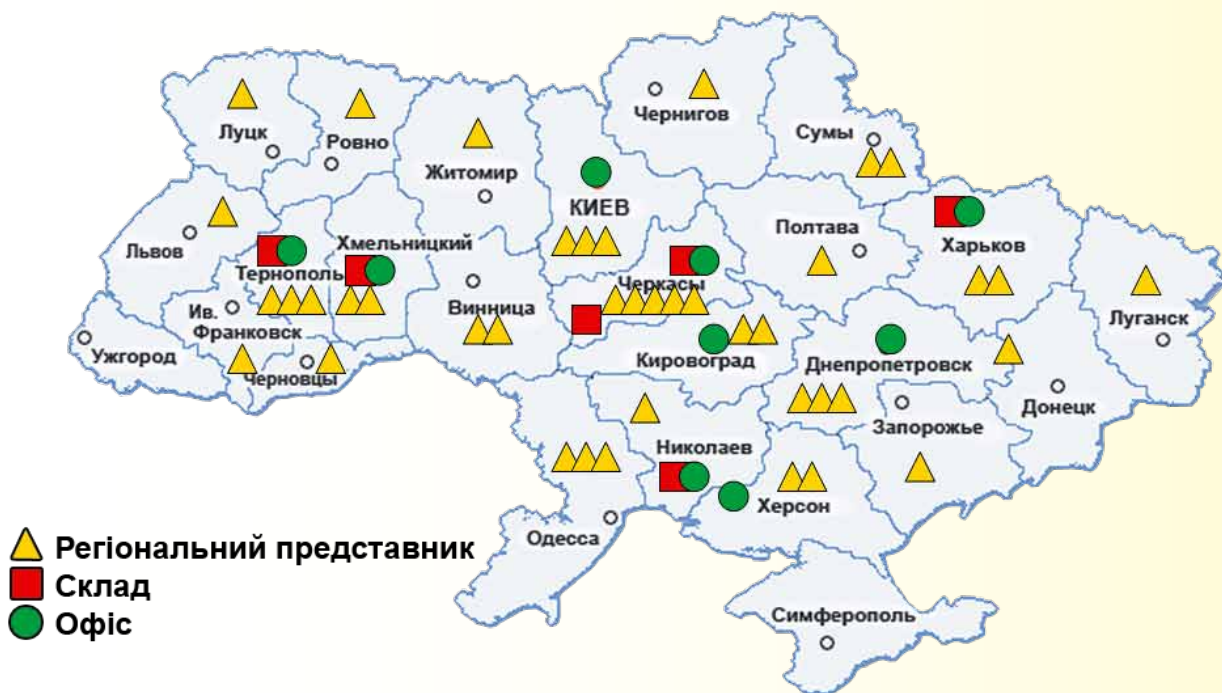 Чернигов
Сумы
Луцк
Ровно
Житомир
КИЕВ
Полтава
Харьков
Львов
Тернополь
Хмельницкий
Черкассы
Винница
Ив.
Франковск
Ужгород
Черновцы
Кировоград
Днепропетровск
Луганск
Донецк
Запорожье
Николаев
Херсон
Одесса
Симферополь
Регіональний представник
Склад
Офіс